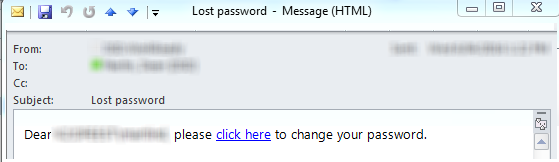 Lost password - Message (HTML)
From:
To:
Cc:
Subject: Lost password
Dear please click here to change your password.